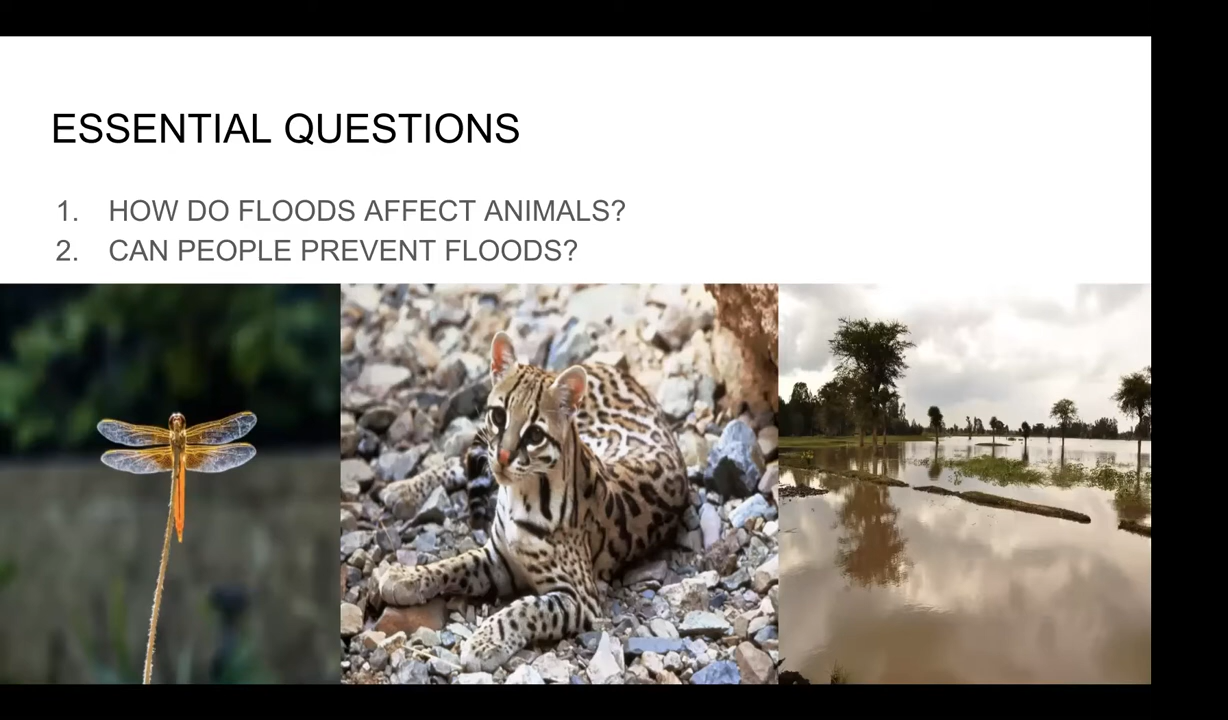 ESSENTIAL QUESTIONS
1. HOW DO FLOODS AFFECT ANIMALS?
2. CAN PEOPLE PREVENT FLOODS?